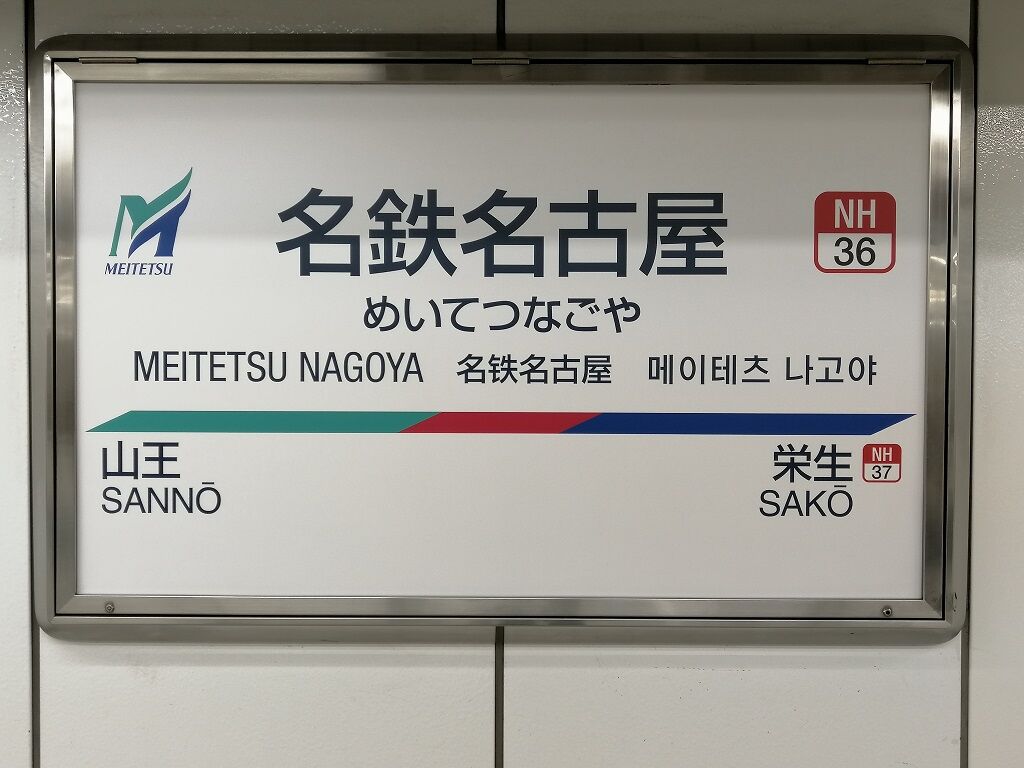 MEITETSU
名鉄名古屋
NH
36
めいてつなごや
MEITETSU NAGOYA 名铁名古屋 메이테츠 나고야
山王
SANNŌ
栄生
SAKŌ
NH
37